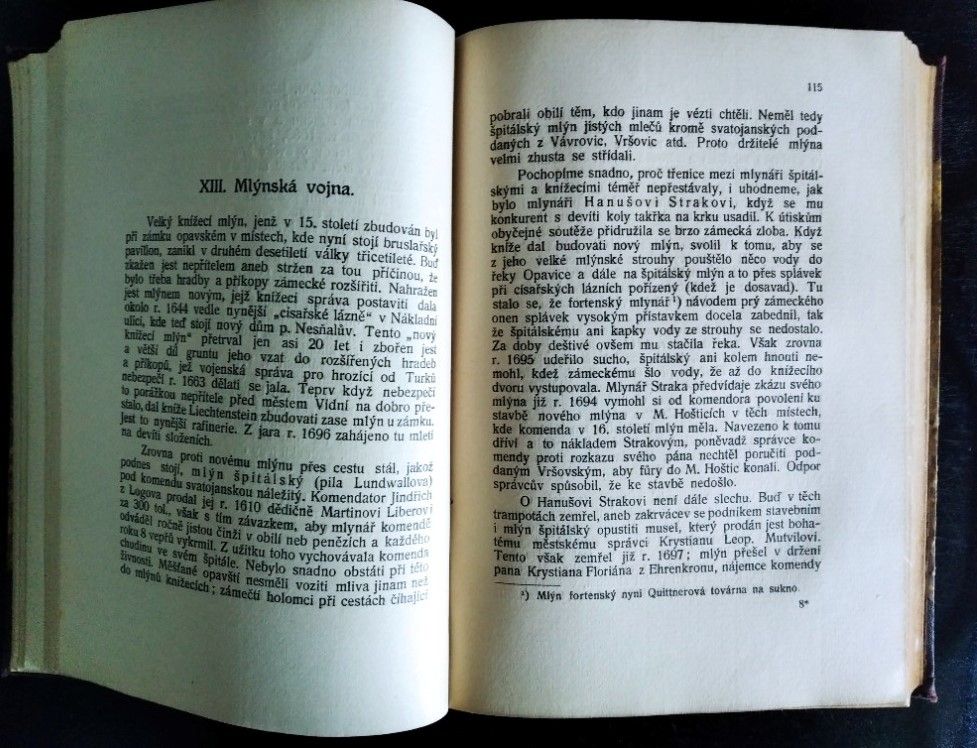 XIII. Mlýnská vojna.
Velký knížecí mlýn, jenž v 15. století zbudován byl
při zámku opavském v místech, kde nyní stojí bruslařský
pavilion, zanikl v druhém desetiletí války třicetileté. Buď
zkažen jest nepřítelem aneb stržen za tou příčinou, že
bylo třeba hradby a příkopy zámecké rozšířiti. Nahražen
jest mlýnem novým, jejž knížecí správa postaviti dala
okolo r. 1644 vedle nynější „císařské lázně" v Nákladní
ulici, kde teď stojí nový dům p. Nesňalův. Tento „nový
knížecí mlýn" přetrval jen asi 20 let i zbořen jest
a větší dů gruntu jeho vzat do rozšířených hradeb
a příkopů, jež vojenská správa pro hrozící od Turků
nebezpečí r. 1663 dělati se jala. Teprv když nebezpečí
to porážkou nepřítele před městem Vídní na dobro pře-
stalo, dal kníže Liechtenstein zbudovati zase mlýn u zámku.
Jest to nynější rafinerie. Z jara r. 1696 zahájeno tu mletí
na devíti složeních.
Zrovna proti novému mlýnu přes cestu stál, jakož
podnes stojí, mlýn špitálský (pila Lundwallova)
pod komendu svatojanskou náležitý. Komendator Jindřich
z Logova prodal jej r. 1610 dědičně Martinovi Líberovi
za 300 tol., však s tím závazkem, aby mlynář komendě
odváděl ročně jistou činži v obilí neb penězích a každého
roku 8 vepřů vykrmil. Z užitku toho vychovávala komenda
chudinu ve svém špitále. Nebylo snadno obstáti při této
živnosti. Měšťané opavští nesměli voziti mliva jinam než
do mlýnů knížecích; zámečtí holomci při cestách číhající
115
pobrali obilí těm, kdo jinam je vézti chtěli. Neměl tedy
špitálský mlýn jistých mlečů kromě svatojanských pod-
daných z Vávrovic, Vršovic atd. Proto držitelé mlýna
velmi zhusta se střídali.
Pochopíme snadno, proč třenice mezi mlynáři špitál-
skými a knížecími téměř nepřestávaly, i uhodneme, jak
bylo mlynáři Hanušovi Strakovi, když se mu
konkurent s devíti koly takřka na krku usadil. K útiskům
obyčejné soutěže přidružila se brzo zámecká zloba. Když
kníže dal budovati nový mlýn, svolil k tomu, aby se
z jeho velké mlýnské strouhy pouštělo něco vody do
řeky Opavice a dále na špitálský mlýn a to přes splávek
při císařských lázních pořízený (kdež je dosavad). Tu
stalo se, že fortenský mlynář¹) návodem prý zámeckého
onen splávek vysokým přístavkem docela zabednil, tak
že špitálskému ani kapky vody ze strouhy se nedostalo.
Za doby deštivé ovšem mu stačila řeka. Však zrovna
r. 1695 udeřilo sucho, špitálský ani kolem hnouti ne-
mohl, kdež zámeckému šlo vody, že až do knížecího
dvoru vystupovala. Mlynář Straka předvídaje zkázu svého
mlýna již r. 1694 vymohl si od komendora povolení ku
stavbě nového mlýna v M. Hošticích v těch místech,
kde komenda v 16. století mlýn měla. Navezeno k tomu
dříví a to nákladem Strakovým, poněvadž správce ko-
mendy proti rozkazu svého pána nechtěl poručiti pod-
daným Vršovským, aby fúry do M. Hoštic konali. Odpor
správcův způsobil, že ke stavbě nedošlo.
O Hanušovi Strakovi není dále slechu. Buď v těch
trampotách zemřel, aneb zakrvácev se podnikem stavebním
i mlýn špitálský opustiti musel, který prodán jest boha-
tému městskému správci Krystianu Leop. Mutvilovi.
Tento však zemřel již r. 1697; mlýn přešel v držení
pana Krystiana Floriána z Ehrenkronu, nájemce komendy
¹) Mlýn fortenský nyní Quittnerová továrna na sukno.
8*